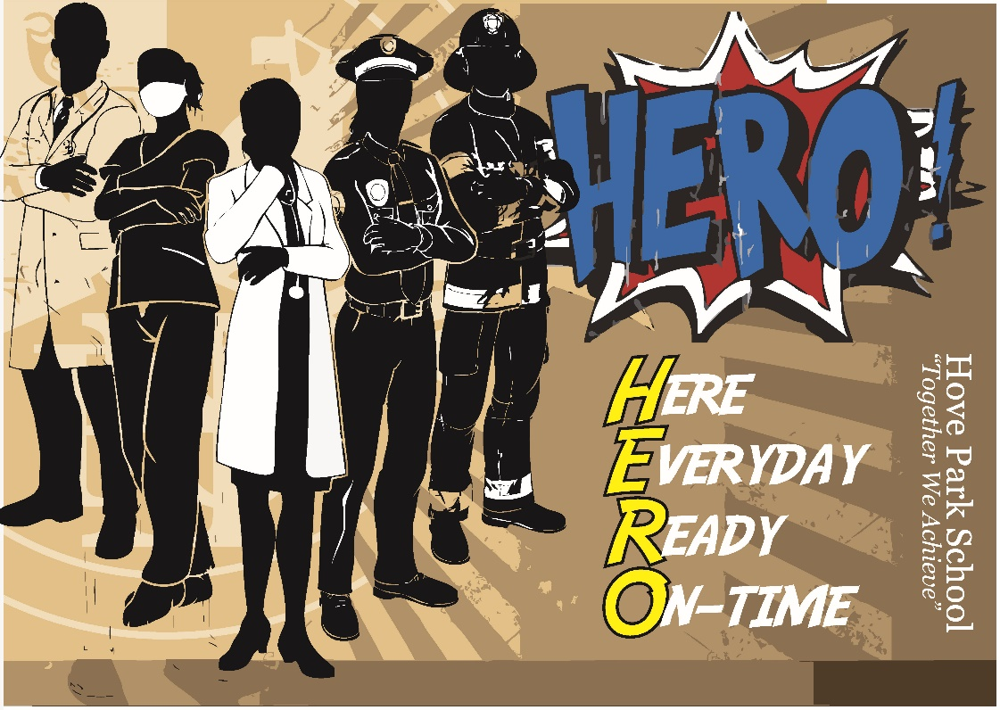 HERO!
HERE
EVERYDAY
READY
ON-TIME
Hove Park School
“Together We Achieve”